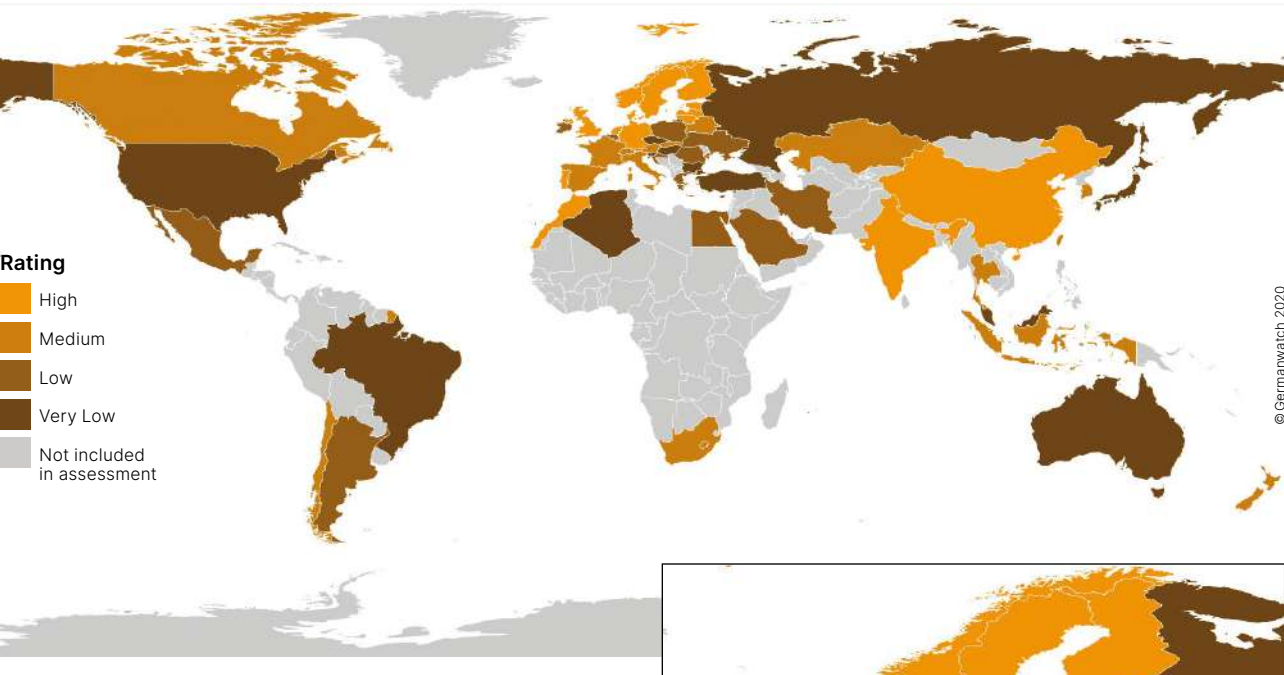 Rating
High
Medium
Low
Very Low
Not included
in assessment
© Germanwatch 2020